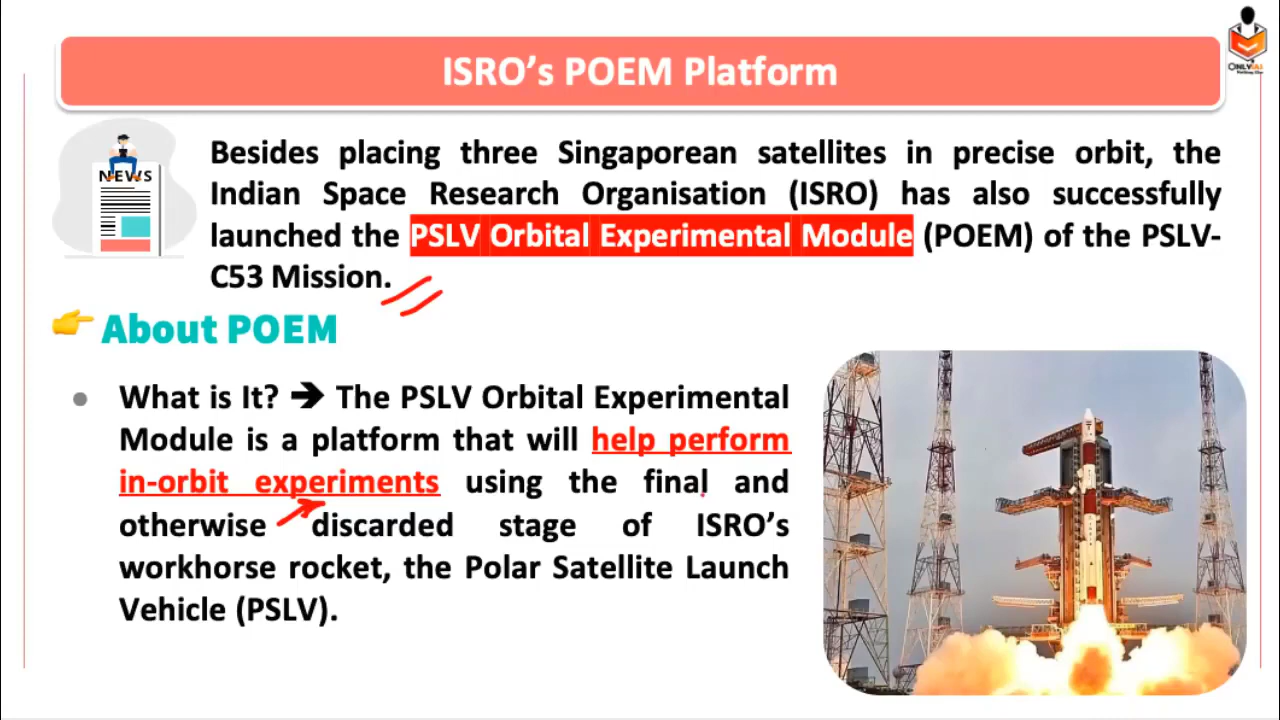 ISRO's POEM Platform
ONLYIAS
NEWS
Besides placing three Singaporean satellites in precise orbit, the
Indian Space Research Organisation (ISRO) has also successfully
launched the PSLV Orbital Experimental Module (POEM) of the PSLV-
C53 Mission.
About POEM
• What is It? ➔ The PSLV Orbital Experimental
Module is a platform that will help perform
in-orbit experiments using the final and
otherwise discarded stage of ISRO's
workhorse rocket, the Polar Satellite Launch
Vehicle (PSLV).